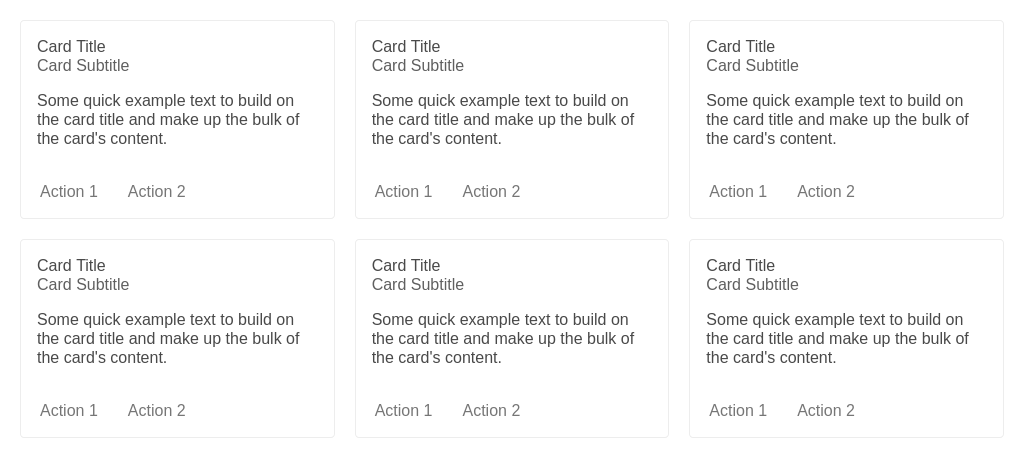 Card Title
Card Subtitle
Some quick example text to build on
the card title and make up the bulk of
the card's content.
Action 1 Action 2
Card Title
Card Subtitle
Some quick example text to build on
the card title and make up the bulk of
the card's content.
Action 1 Action 2
Card Title
Card Subtitle
Some quick example text to build on
the card title and make up the bulk of
the card's content.
Action 1 Action 2
Card Title
Card Subtitle
Some quick example text to build on
the card title and make up the bulk of
the card's content.
Action 1 Action 2
Card Title
Card Subtitle
Some quick example text to build on
the card title and make up the bulk of
the card's content.
Action 1 Action 2
Card Title
Card Subtitle
Some quick example text to build on
the card title and make up the bulk of
the card's content.
Action 1 Action 2